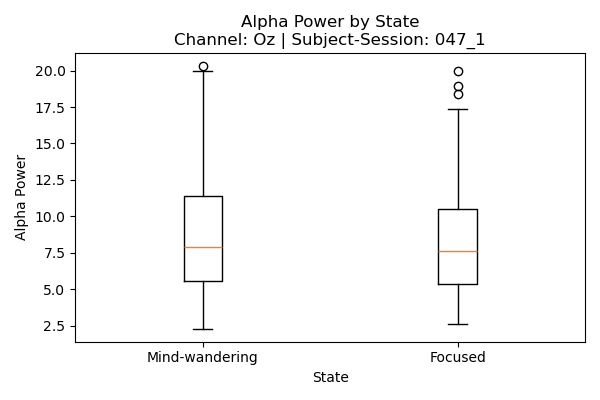 Alpha Power by State
Channel: Oz | Subject-Session: 047_1
20.0
17.5
15.0
12.5
10.0
7.5
5.0
2.5
Alpha Power
Mind-wandering
Focused
State